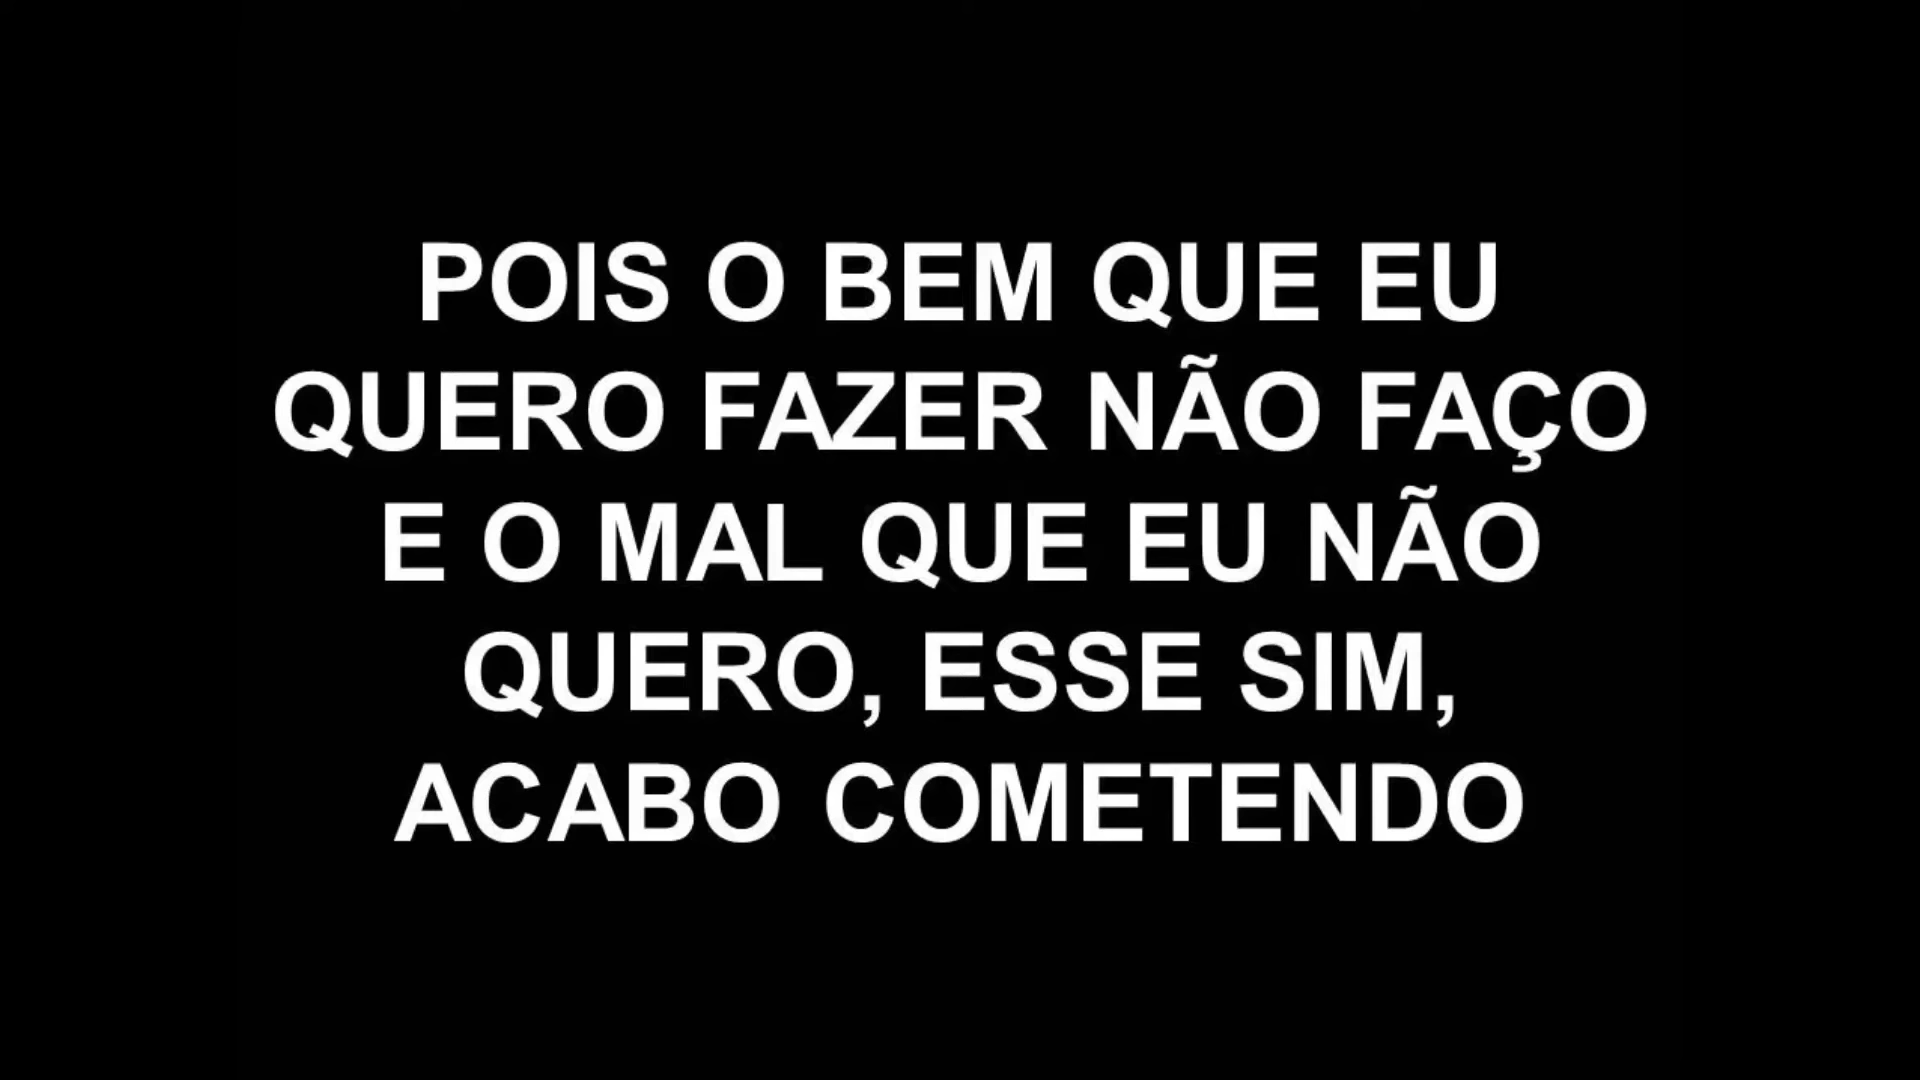 POIS O BEM QUE EU
QUERO FAZER NÃO FAÇO
E O MAL QUE EU NÃO
QUERO, ESSE SIM,
ACABO COMETENDO